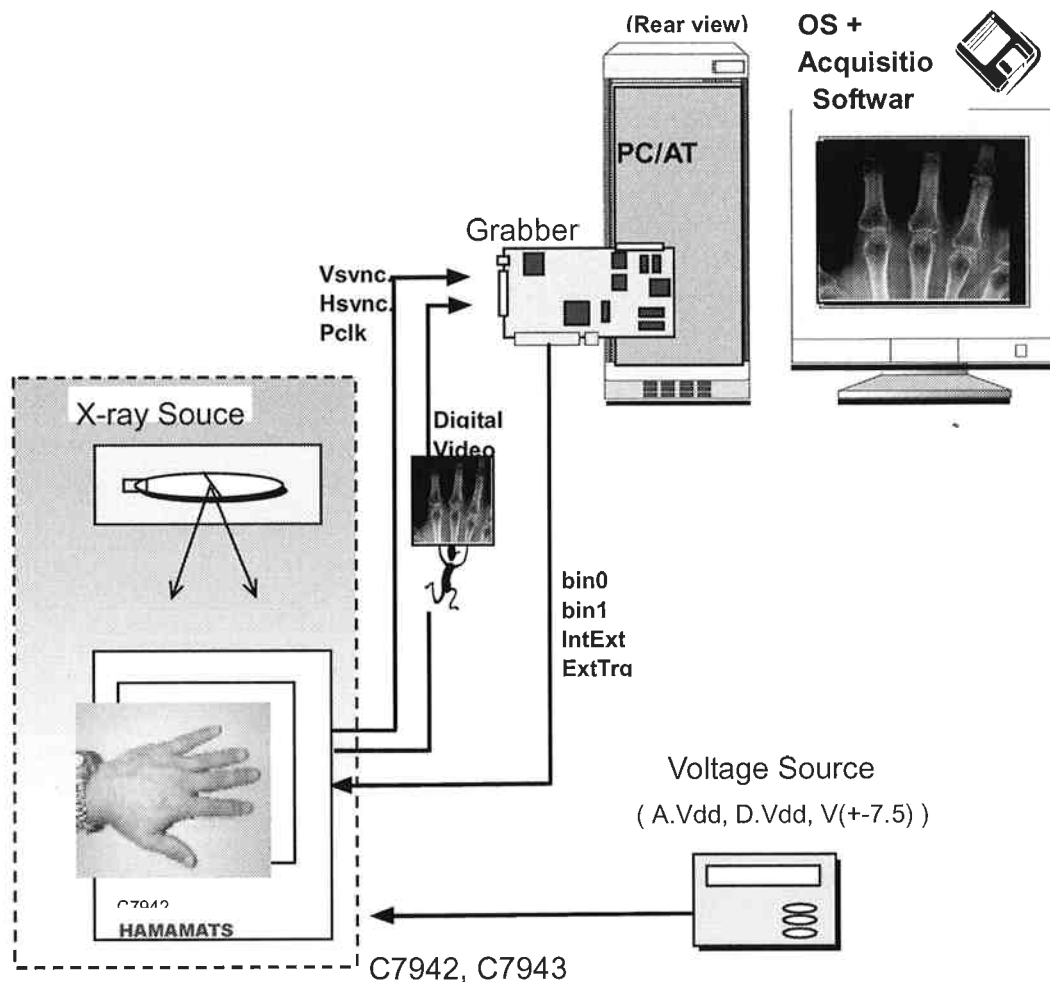 (Rear view)
OS +
Acquisitio
Softwar
PC/AT
Grabber
Vsvnc.
Hsvnc.
Pclk
X-ray Souce
Digital
Video
bin0
bin1
IntExt
ExtTrg
Voltage Source
( A.Vdd, D.Vdd, V(+-7.5) )
C7942
HAMAMATS
C7942, C7943